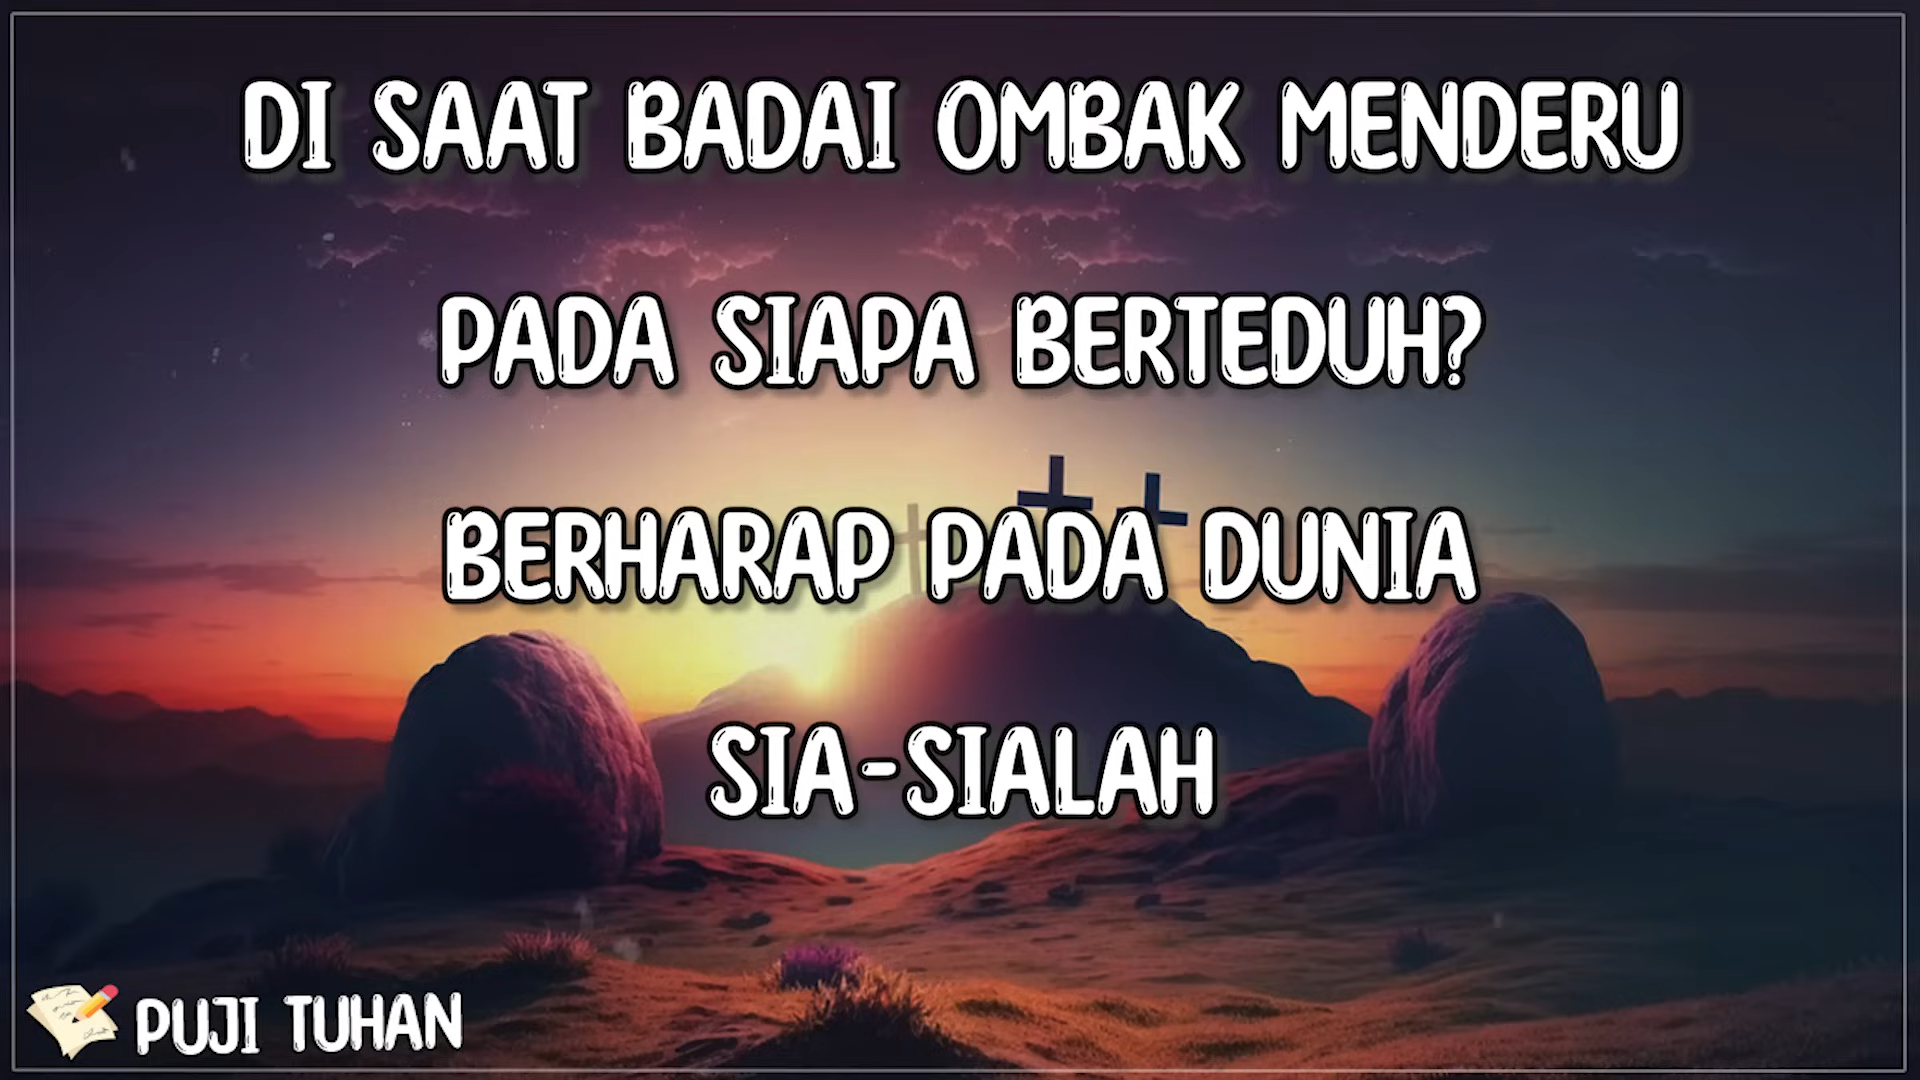 DI SAAT BADAI OMBAK MENDERU
PADA SIAPA BERTEDUH?
BERHARAP PADA DUNIA
SIA-SIALAH
PUJI TUHAN